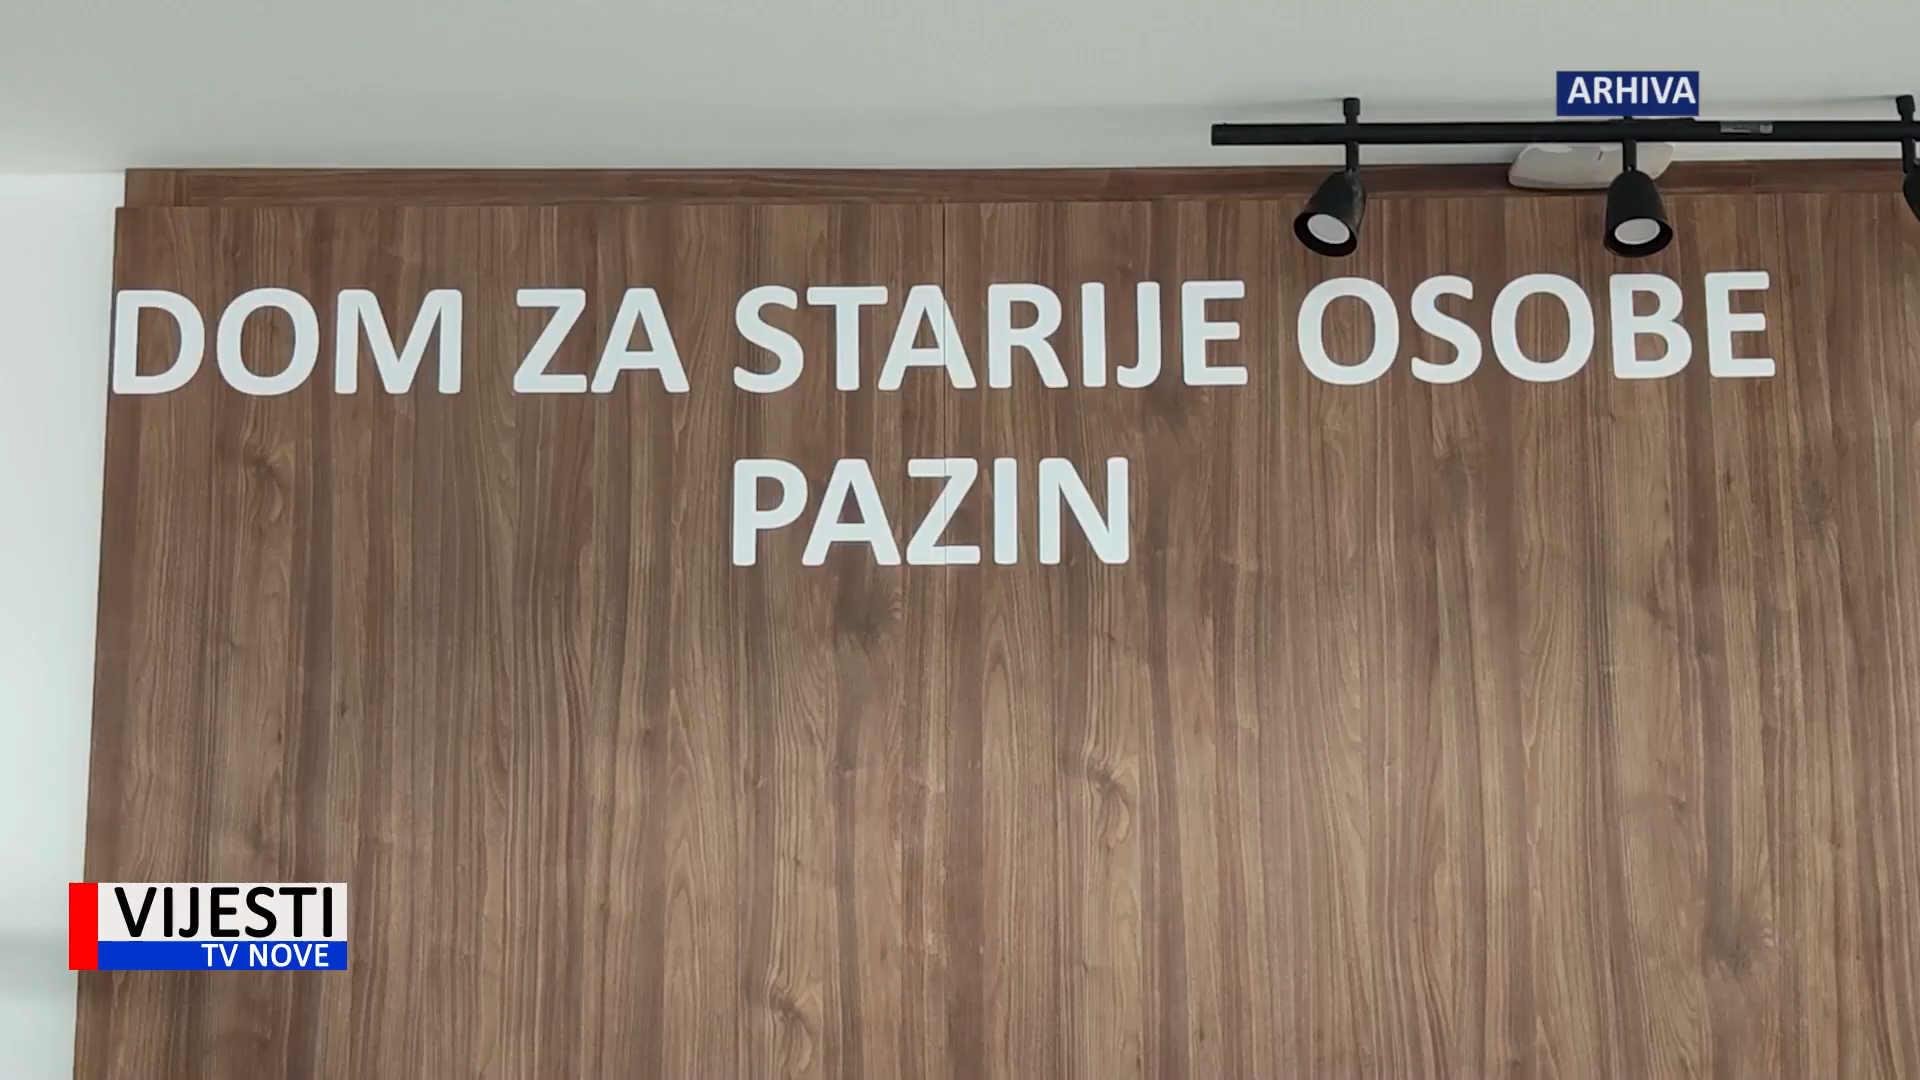 ARHIVA
DOM ZA STARIJE OSOBE
PAZIN
VIJESTI
TV NOVE